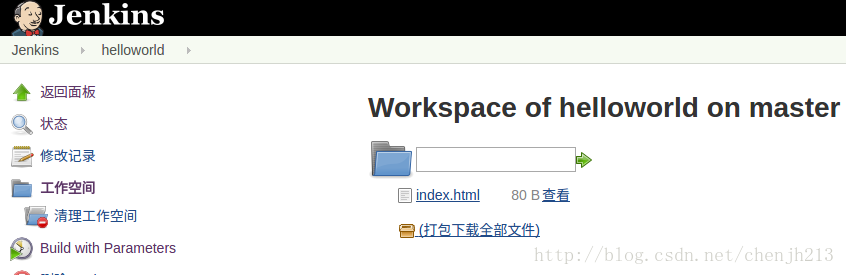 Jenkins
Jenkins helloworld
返回面板
状态
修改记录
工作空间
清理工作空间
Build with Parameters
Workspace of helloworld on master
index.html 80 B 查看
(打包下载全部文件)
http://blog.csdn.net/chenjh213